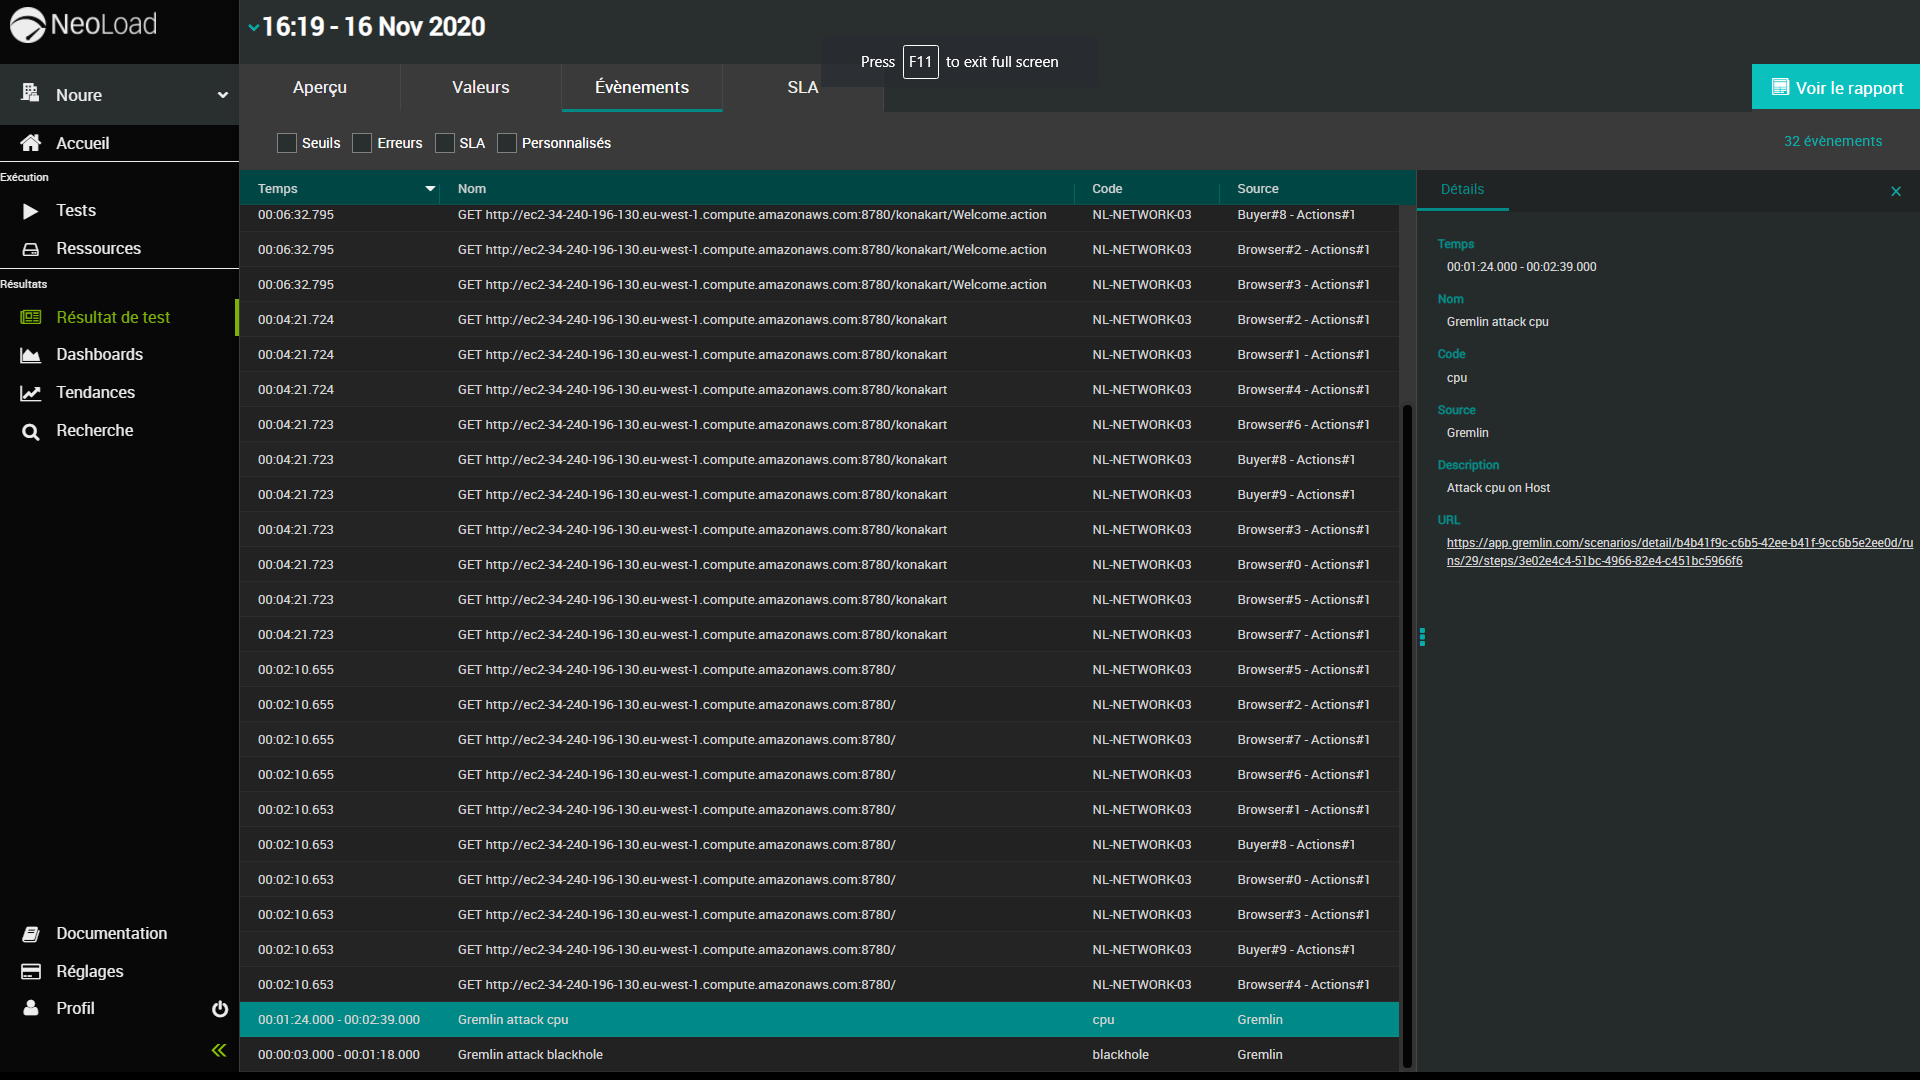 NeoLoad
16:19 - 16 Nov 2020
Press F11 to exit full screen
Noure
Aperçu
Valeurs
Évènements
SLA
Voir le rapport
Accueil
Seuils
Erreurs
SLA
Personnalisés
32 évènements
Exécution
Tests
Ressources
Résultats
Résultat de test
Dashboards
Tendances
Recherche
Documentation
Réglages
Profil
Temps Nom Code Source
00:06:32.795 GET http://ec2-34-240-196-130.eu-west-1.compute.amazonaws.com:8780/konakart/Welcome.action NL-NETWORK-03 Buyer#8 - Actions#1
00:06:32.795 GET http://ec2-34-240-196-130.eu-west-1.compute.amazonaws.com:8780/konakart/Welcome.action NL-NETWORK-03 Browser#2 - Actions#1
00:06:32.795 GET http://ec2-34-240-196-130.eu-west-1.compute.amazonaws.com:8780/konakart/Welcome.action NL-NETWORK-03 Browser#3 - Actions#1
00:04:21.724 GET http://ec2-34-240-196-130.eu-west-1.compute.amazonaws.com:8780/konakart NL-NETWORK-03 Browser#2 - Actions#1
00:04:21.724 GET http://ec2-34-240-196-130.eu-west-1.compute.amazonaws.com:8780/konakart NL-NETWORK-03 Browser#1 - Actions#1
00:04:21.724 GET http://ec2-34-240-196-130.eu-west-1.compute.amazonaws.com:8780/konakart NL-NETWORK-03 Browser#4 - Actions#1
00:04:21.723 GET http://ec2-34-240-196-130.eu-west-1.compute.amazonaws.com:8780/konakart NL-NETWORK-03 Browser#6 - Actions#1
00:04:21.723 GET http://ec2-34-240-196-130.eu-west-1.compute.amazonaws.com:8780/konakart NL-NETWORK-03 Buyer#8 - Actions#1
00:04:21.723 GET http://ec2-34-240-196-130.eu-west-1.compute.amazonaws.com:8780/konakart NL-NETWORK-03 Buyer#9 - Actions#1
00:04:21.723 GET http://ec2-34-240-196-130.eu-west-1.compute.amazonaws.com:8780/konakart NL-NETWORK-03 Browser#3 - Actions#1
00:04:21.723 GET http://ec2-34-240-196-130.eu-west-1.compute.amazonaws.com:8780/konakart NL-NETWORK-03 Browser#0 - Actions#1
00:04:21.723 GET http://ec2-34-240-196-130.eu-west-1.compute.amazonaws.com:8780/konakart NL-NETWORK-03 Browser#5 - Actions#1
00:04:21.723 GET http://ec2-34-240-196-130.eu-west-1.compute.amazonaws.com:8780/konakart NL-NETWORK-03 Browser#7 - Actions#1
00:02:10.655 GET http://ec2-34-240-196-130.eu-west-1.compute.amazonaws.com:8780/ NL-NETWORK-03 Browser#5 - Actions#1
00:02:10.655 GET http://ec2-34-240-196-130.eu-west-1.compute.amazonaws.com:8780/ NL-NETWORK-03 Browser#2 - Actions#1
00:02:10.655 GET http://ec2-34-240-196-130.eu-west-1.compute.amazonaws.com:8780/ NL-NETWORK-03 Browser#7 - Actions#1
00:02:10.655 GET http://ec2-34-240-196-130.eu-west-1.compute.amazonaws.com:8780/ NL-NETWORK-03 Browser#6 - Actions#1
00:02:10.653 GET http://ec2-34-240-196-130.eu-west-1.compute.amazonaws.com:8780/ NL-NETWORK-03 Browser#1 - Actions#1
00:02:10.653 GET http://ec2-34-240-196-130.eu-west-1.compute.amazonaws.com:8780/ NL-NETWORK-03 Buyer#8 - Actions#1
00:02:10.653 GET http://ec2-34-240-196-130.eu-west-1.compute.amazonaws.com:8780/ NL-NETWORK-03 Browser#0 - Actions#1
00:02:10.653 GET http://ec2-34-240-196-130.eu-west-1.compute.amazonaws.com:8780/ NL-NETWORK-03 Browser#3 - Actions#1
00:02:10.653 GET http://ec2-34-240-196-130.eu-west-1.compute.amazonaws.com:8780/ NL-NETWORK-03 Buyer#9 - Actions#1
00:02:10.653 GET http://ec2-34-240-196-130.eu-west-1.compute.amazonaws.com:8780/ NL-NETWORK-03 Browser#4 - Actions#1
00:01:24.000 - 00:02:39.000 Gremlin attack cpu cpu Gremlin
00:00:03.000 - 00:01:18.000 Gremlin attack blackhole blackhole Gremlin
Détails
Temps
00:01:24.000 - 00:02:39.000
Nom
Gremlin attack cpu
Code
cpu
Source
Gremlin
Description
Attack cpu on Host
URL
https://app.gremlin.com/scenarios/detail/b4b41f9c-c6b5-42ee-b41f-9cc6b5e2ee0d/ru
ns/29/steps/3e02e4c4-51bc-4966-82e4-c451bc5966f6